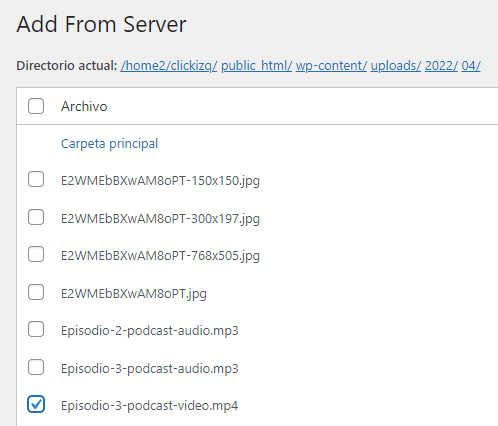 Add From Server
Directorio actual: /home2/clickizq/ public_html/ wp-content/ uploads/ 2022/ 04/
Archivo
Carpeta principal
E2WMEbBXwAM8oPT-150x150.jpg
E2WMEbBXwAM8oPT-300x197.jpg
E2WMEbBXwAM8oPT-768x505.jpg
E2WMEbBXwAM8oPT.jpg
Episodio-2-podcast-audio.mp3
Episodio-3-podcast-audio.mp3
Episodio-3-podcast-video.mp4